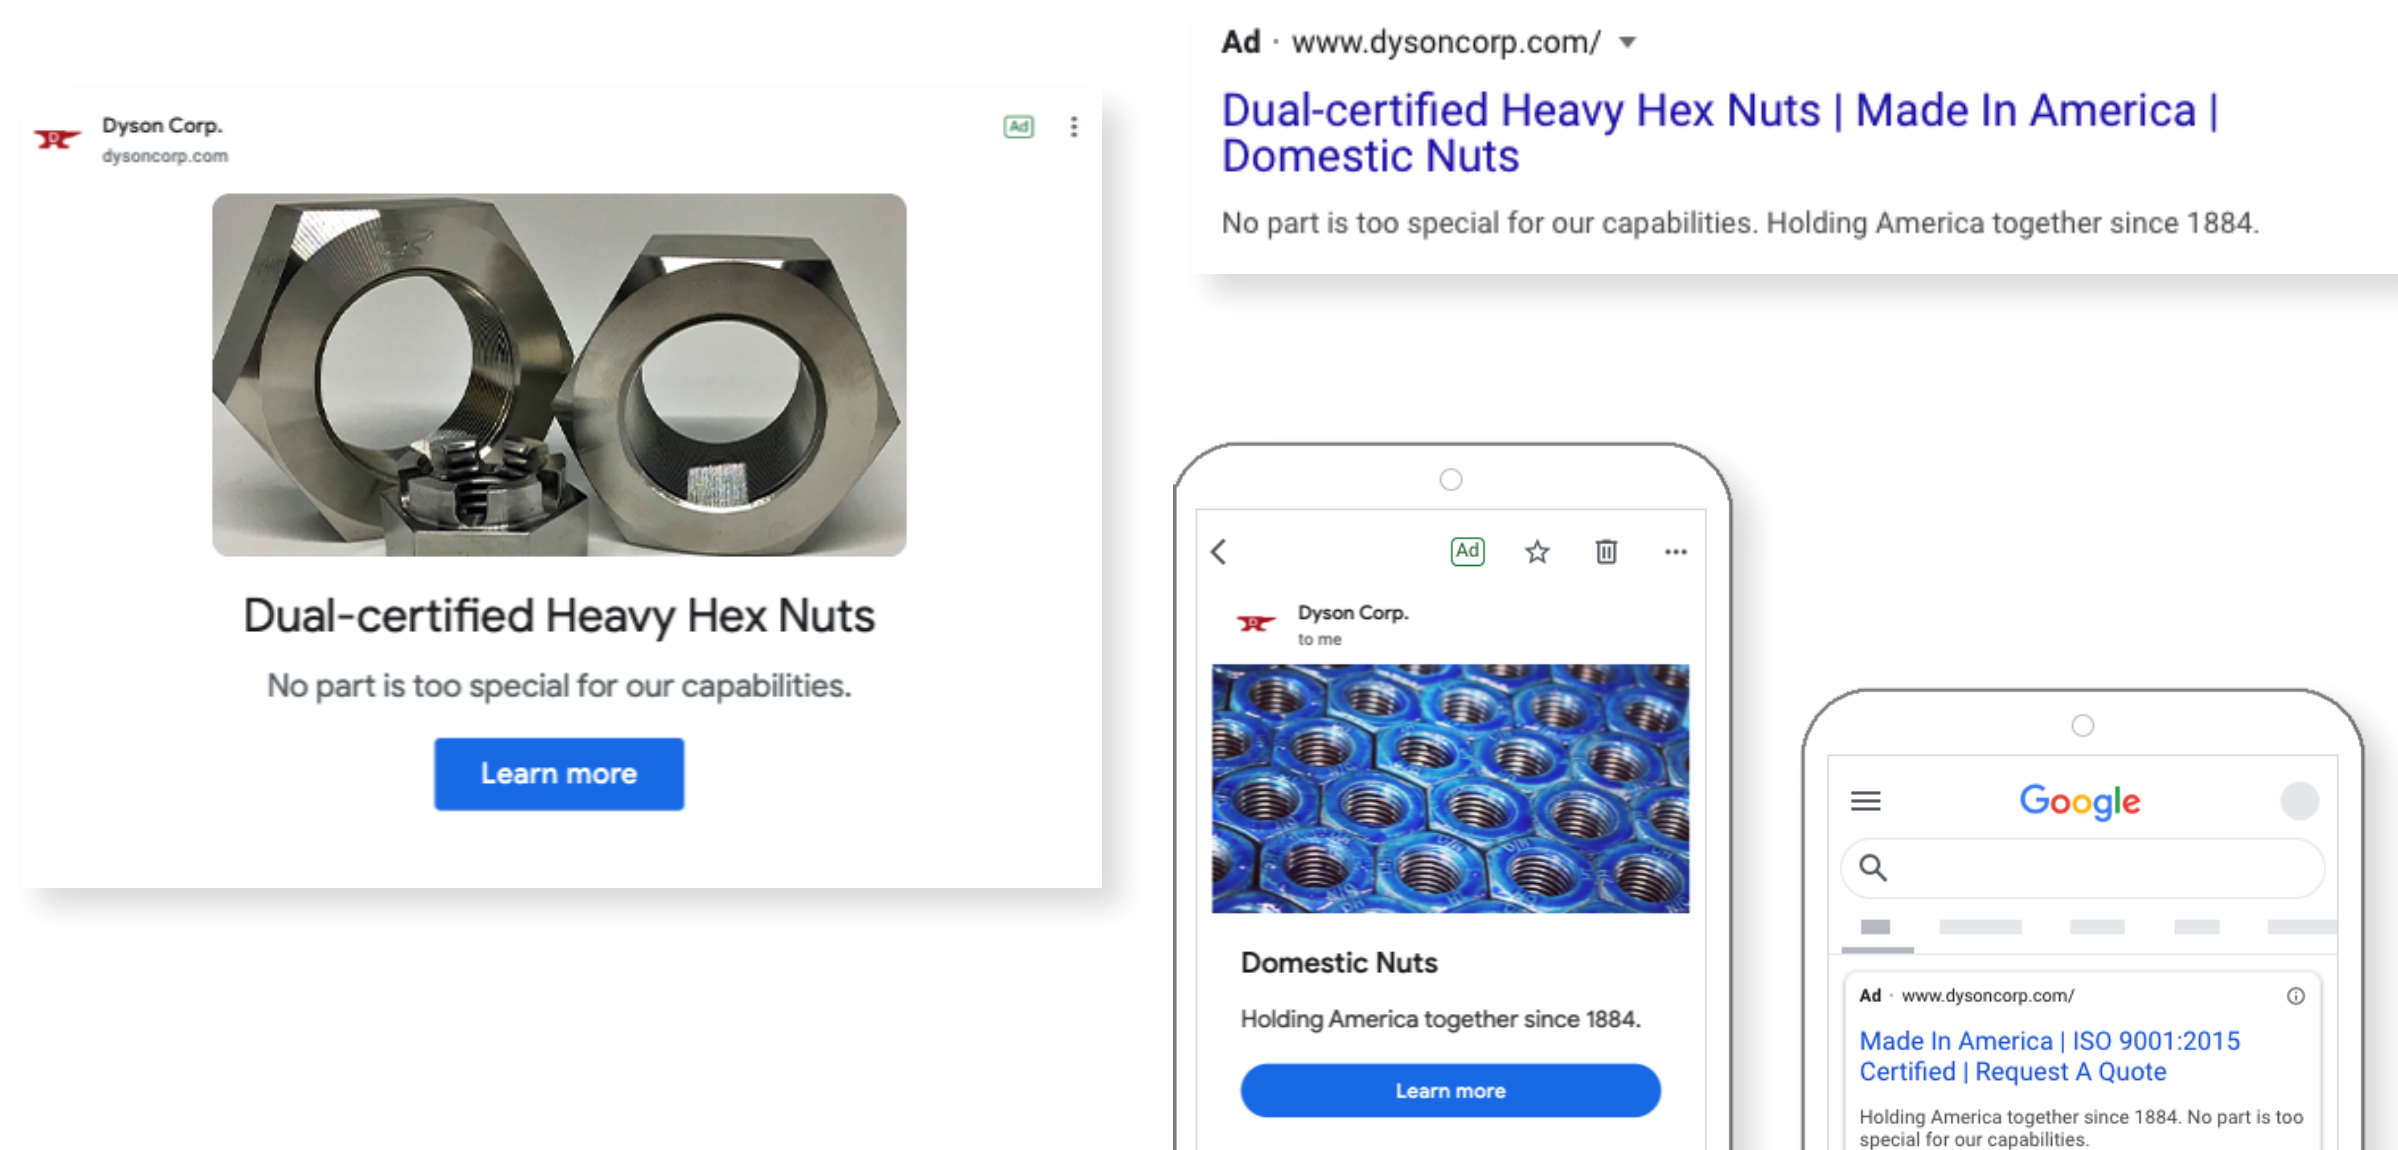 Dyson Corp.
dysoncorp.com
Ad
Dual-certified Heavy Hex Nuts
No part is too special for our capabilities.
Learn more
Ad · www.dysoncorp.com/
Dual-certified Heavy Hex Nuts | Made In America |
Domestic Nuts
No part is too special for our capabilities. Holding America together since 1884.
Ad
Dyson Corp.
to me
Domestic Nuts
Holding America together since 1884.
Learn more
Google
Ad · www.dysoncorp.com/
Made In America | ISO 9001:2015
Certified | Request A Quote
Holding America together since 1884. No part is too
special for our capabilities.